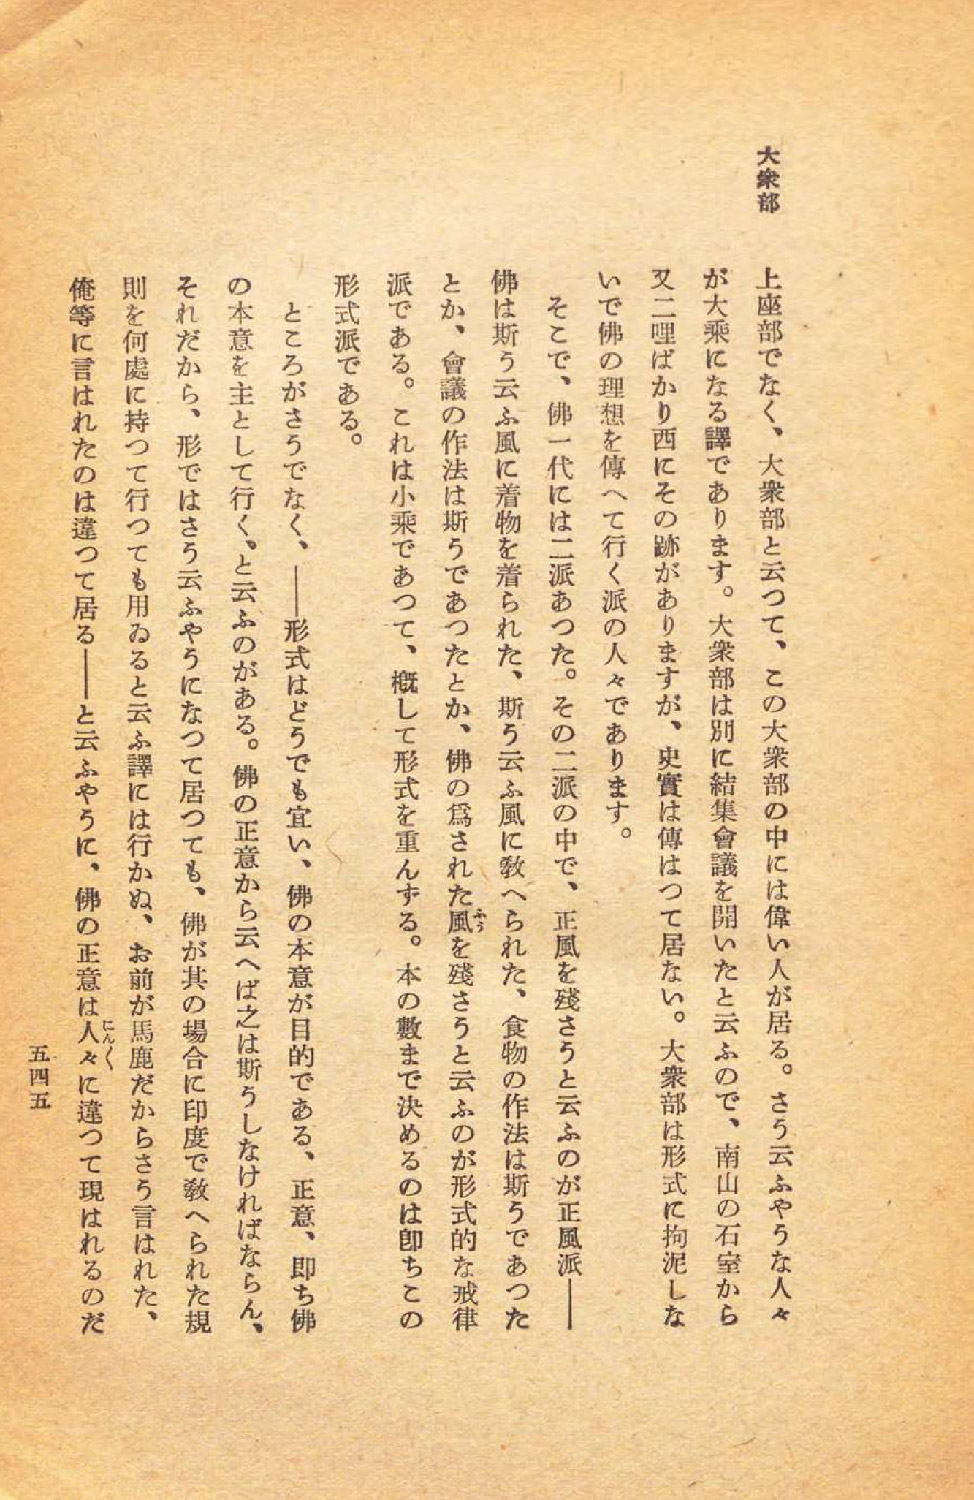 大衆部
上座部でなく、大衆部と云つて、この大衆部の中には偉い人が居る。さう云ふやうな人々
が大乘になる譯であります。大衆部は別に結集會議を開いたと云ふので、南山の石室から
又二哩ばかり西にその跡がありますが、史實は傳はつて居ない。大衆部は形式に拘泥しな
いで佛の理想を傳へて行く派の人々であります。
そこで、佛一代には二派あつた。その二派の中で、正風を殘さうと云ふのが正風派――
佛は斯う云ふ風に着物を着られた、斯う云ふ風に敎へられた、食物の作法は斯うであつた
とか、會議の作法は斯うであつたとか、佛の爲された風を殘さうと云ふのが形式的な戒律
派である。これは小乘であつて、槪して形式を重んずる。本の數まで決めるのは卽ちこの
形式派である。
ところがさうでなく、――形式はどうでも宜い、佛の本意が目的である、正意、即ち佛
の本意を主として行く、と云ふのがある。佛の正意から云へば之は斯うしなければならん、
それだから、形ではさう云ふやうになつて居つても、佛が其の場合に印度で敎へられた規
則を何處に持つて行つても用ゐると云ふ譯には行かぬ、お前が馬鹿だからさう言はれた、
俺等に言はれたのは違つて居る――と云ふやうに、佛の正意は人々に違つて現はれるのだ
五四五